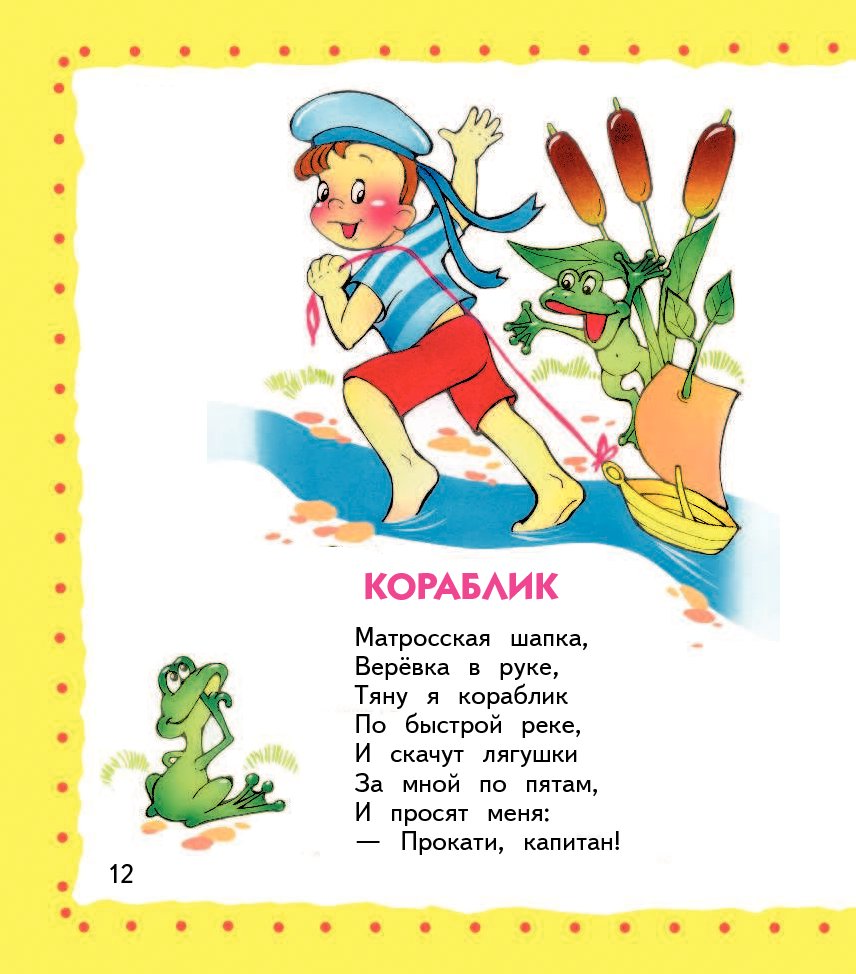 КОРАБЛИК
Матросская шапка,
Верёвка в руке,
Тяну я кораблик
По быстрой реке,
И скачут лягушки
За мной по пятам,
И просят меня:
— Прокати, капитан!
12